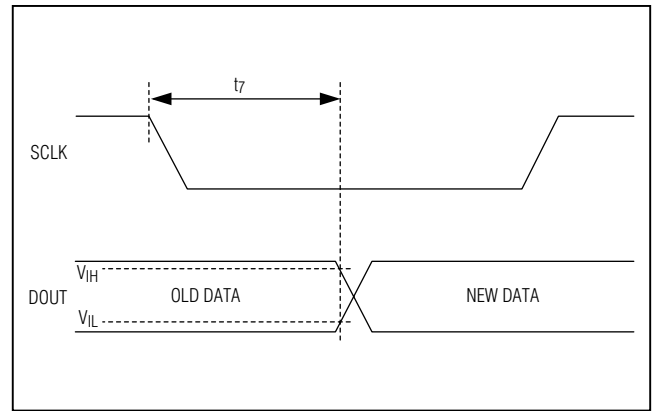 t7
SCLK
VIH
DOUT
OLD DATA
NEW DATA
VIL